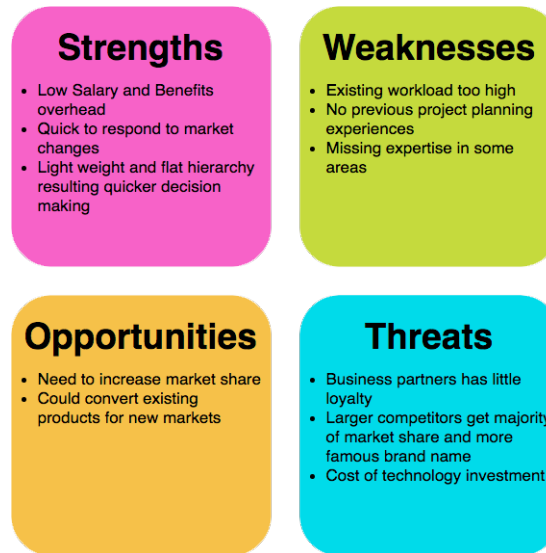 Strengths
• Low Salary and Benefits
overhead
• Quick to respond to market
changes
• Light weight and flat hierarchy
resulting quicker decision
making
Weaknesses
• Existing workload too high
• No previous project planning
experiences
• Missing expertise in some
areas
Opportunities
• Need to increase market share
• Could convert existing
products for new markets
Threats
• Business partners has little
loyalty
• Larger competitors get majority
of market share and more
famous brand name
• Cost of technology investment